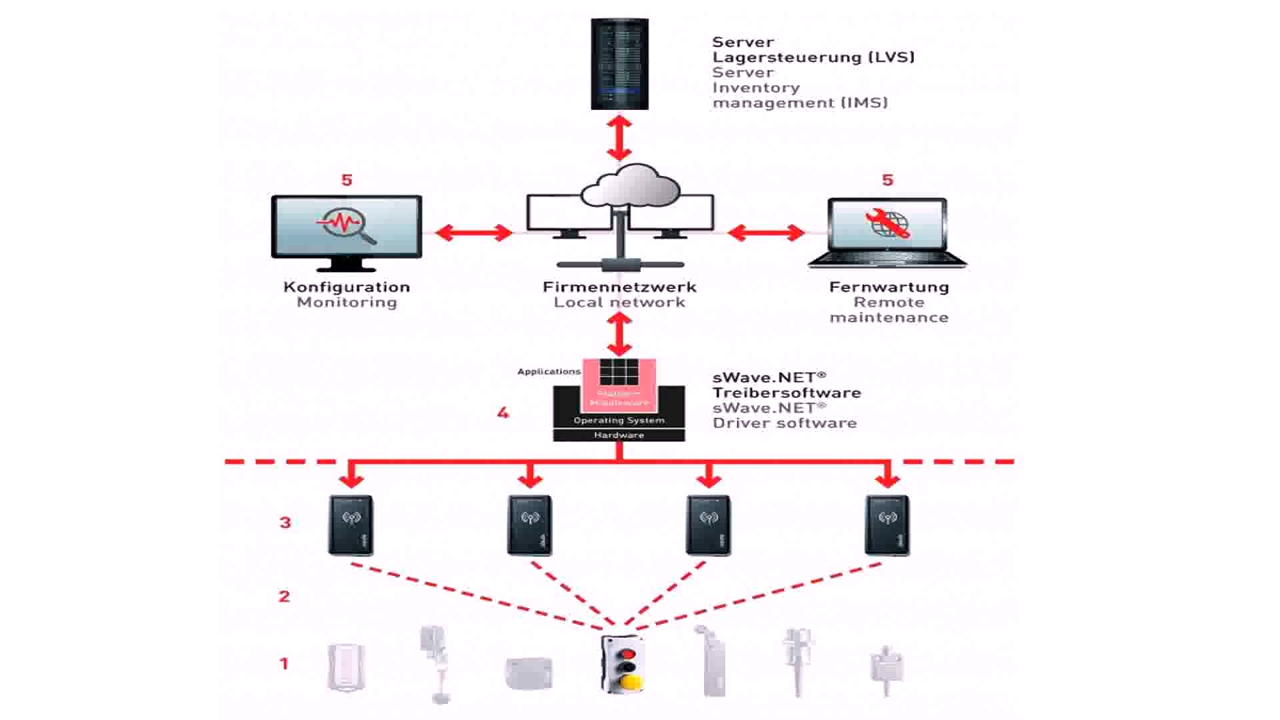 Server
Lagersteuerung (LVS)
Server
Inventory
management (IMS)
5
5
Konfiguration
Monitoring
Firmennetzwerk
Local network
Fernwartung
Remote
maintenance
Applications
Middleware
Operating System
Hardware
4
sWave.NET®
Treibersoftware
sWave.NET®
Driver software
3
2
1